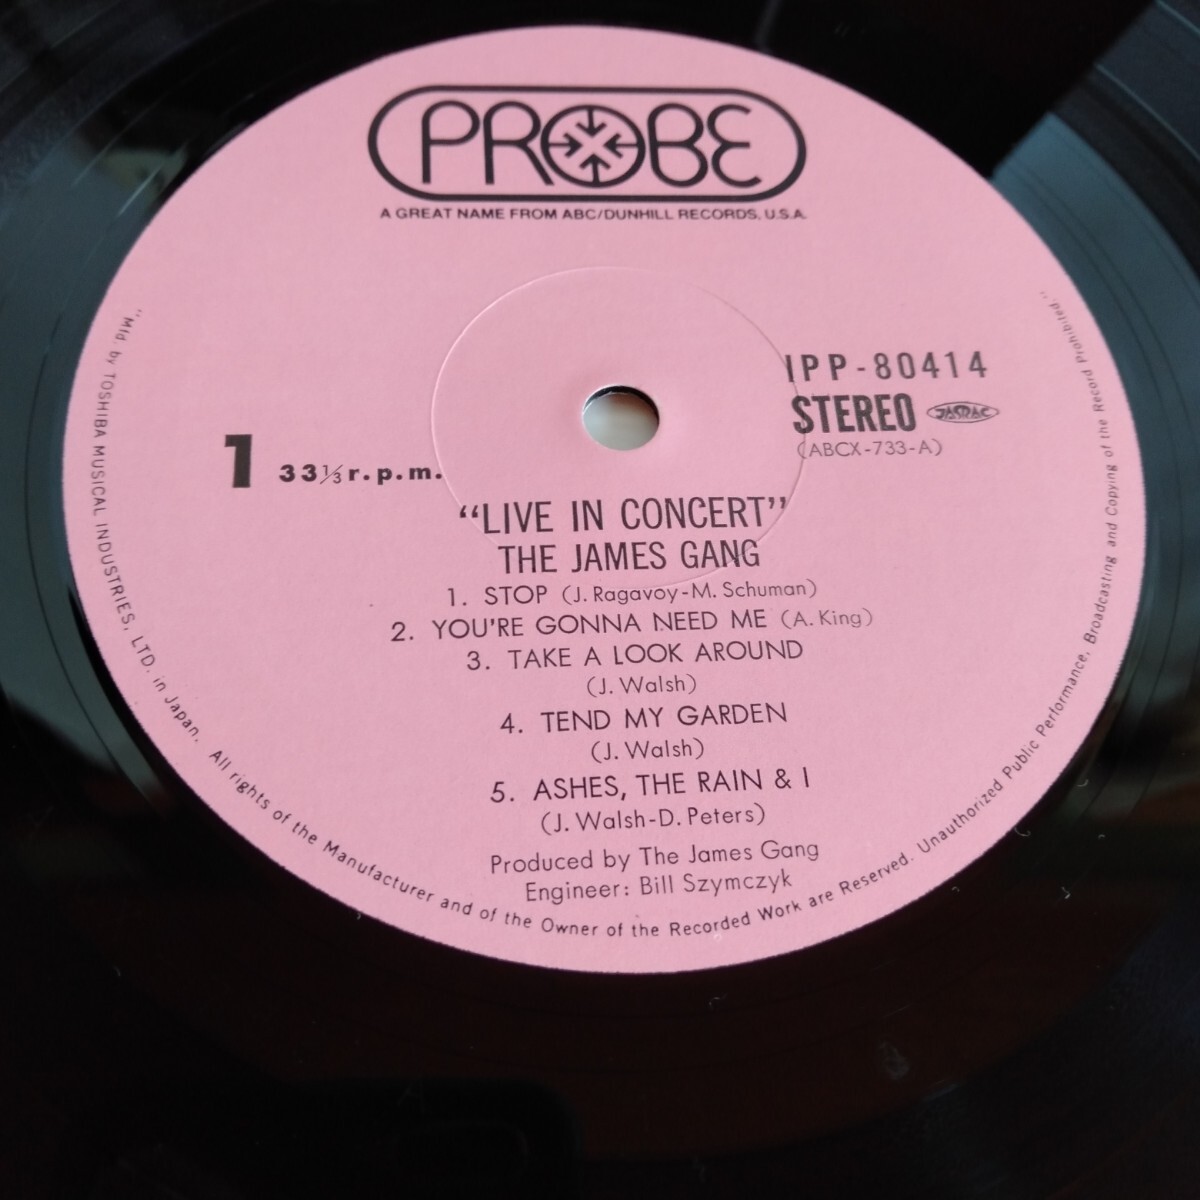 PROBE
A GREAT NAME FROM ABC/DUNHILL RECORDS, U.S.A.
IPP-80414
STEREO JASRAC
(ABCX-733-A)
1 33⅓ r.p.m.
"LIVE IN CONCERT"
THE JAMES GANG
1. STOP (J. Ragavoy-M. Schuman)
2. YOU'RE GONNA NEED ME (A. King)
3. TAKE A LOOK AROUND
(J. Walsh)
4. TEND MY GARDEN
(J. Walsh)
5. ASHES, THE RAIN & I
(J. Walsh-D. Peters)
Produced by The James Gang
Engineer: Bill Szymczyk
"Mfd. by TOSHIBA MUSICAL INDUSTRIES, LTD. in Japan. All rights of the Manufacturer and of the Owner of the Recorded Work are Reserved. Unauthorized Public Performance, Broadcasting and Copying of the Record Prohibited."